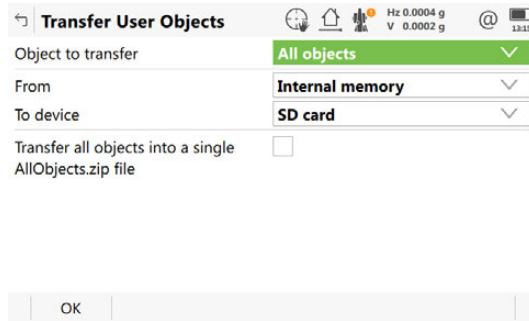 Transfer User Objects
Hz 0.0004 g
V 0.0002 g
@
Object to transfer
All objects
From
Internal memory
To device
SD card
Transfer all objects into a single
AllObjects.zip file
OK